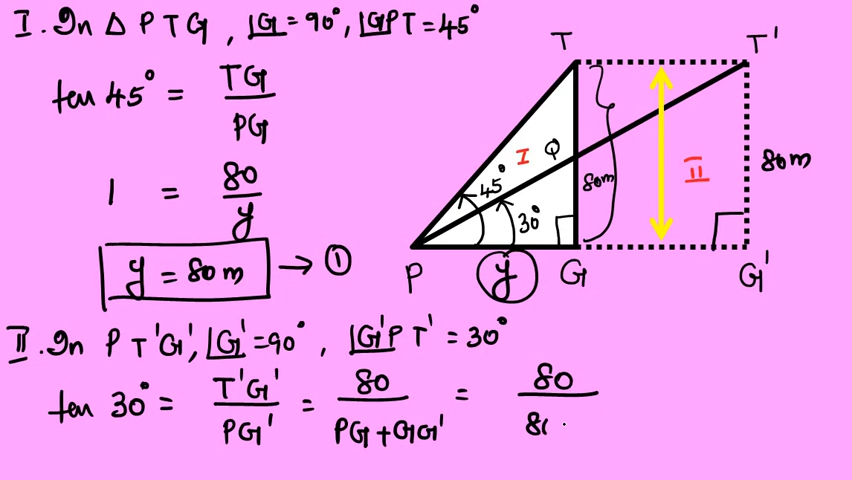 I. In Δ PTG, ∠G = 90°, ∠GPT = 45°
tan 45° = TG/PG
1 = 80/y
y = 80 m → ①
T T'
I Q
45°
80m
II
80m
30°
P y G G'
II. In PT'G', ∠G' = 90°, ∠G'PT' = 30°
tan 30° = T'G'/PG' = 80/PG+GG' = 80/8